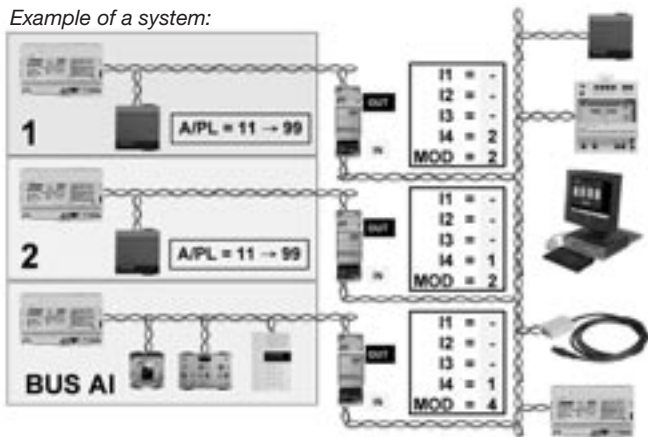 Example of a system:
1
A/PL = 11 → 99
OUT
IN
I1 = -
I2 = -
I3 = -
I4 = 2
MOD = 2
2
A/PL = 11 → 99
OUT
IN
I1 = -
I2 = -
I3 = -
I4 = 1
MOD = 2
BUS AI
OUT
IN
I1 = -
I2 = -
I3 = -
I4 = 1
MOD = 4